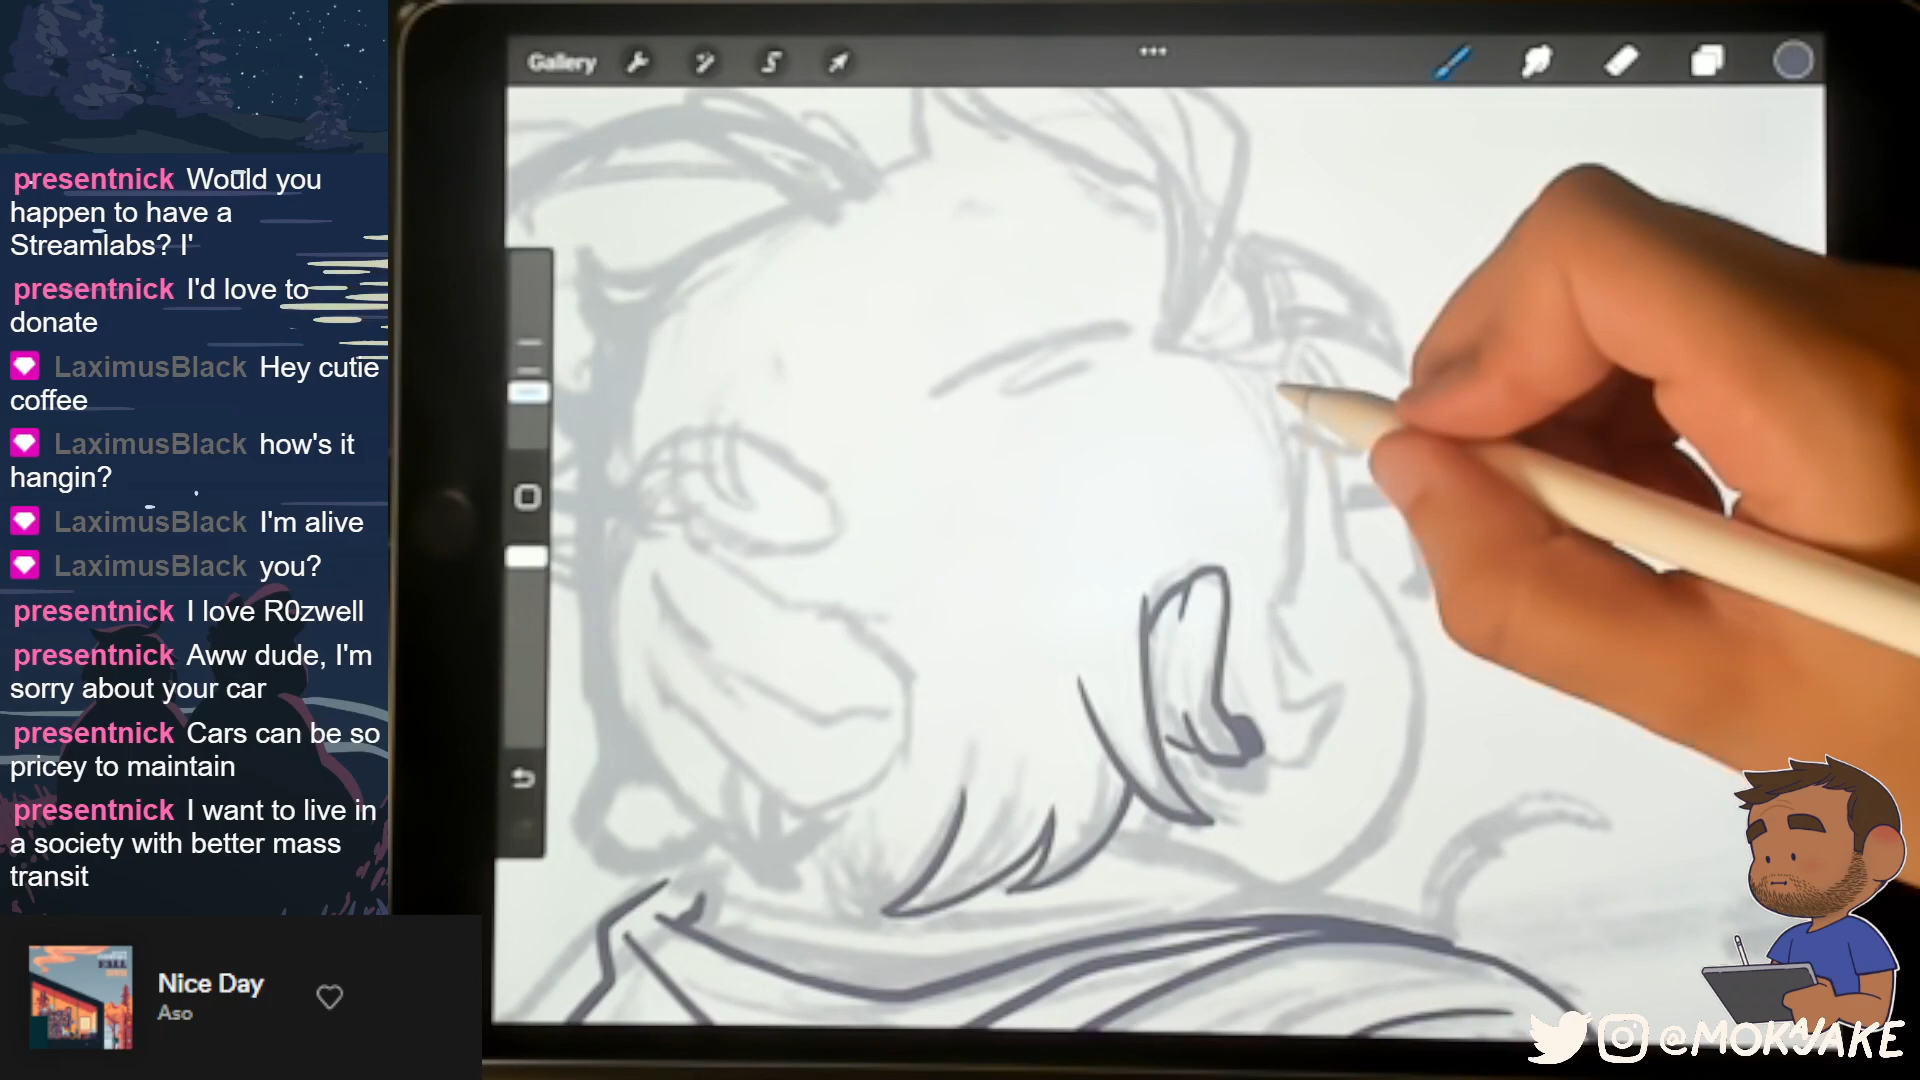 Gallery
presentnick Would you
happen to have a
Streamlabs? I'
presentnick I'd love to
donate
LaximusBlack Hey cutie
coffee
LaximusBlack how's it
hangin?
LaximusBlack I'm alive
LaximusBlack you?
presentnick I love R0zwell
presentnick Aww dude, I'm
sorry about your car
presentnick Cars can be so
pricey to maintain
presentnick I want to live in
a society with better mass
transit
FALL
Nice Day
Aso
@MOKAJAKE